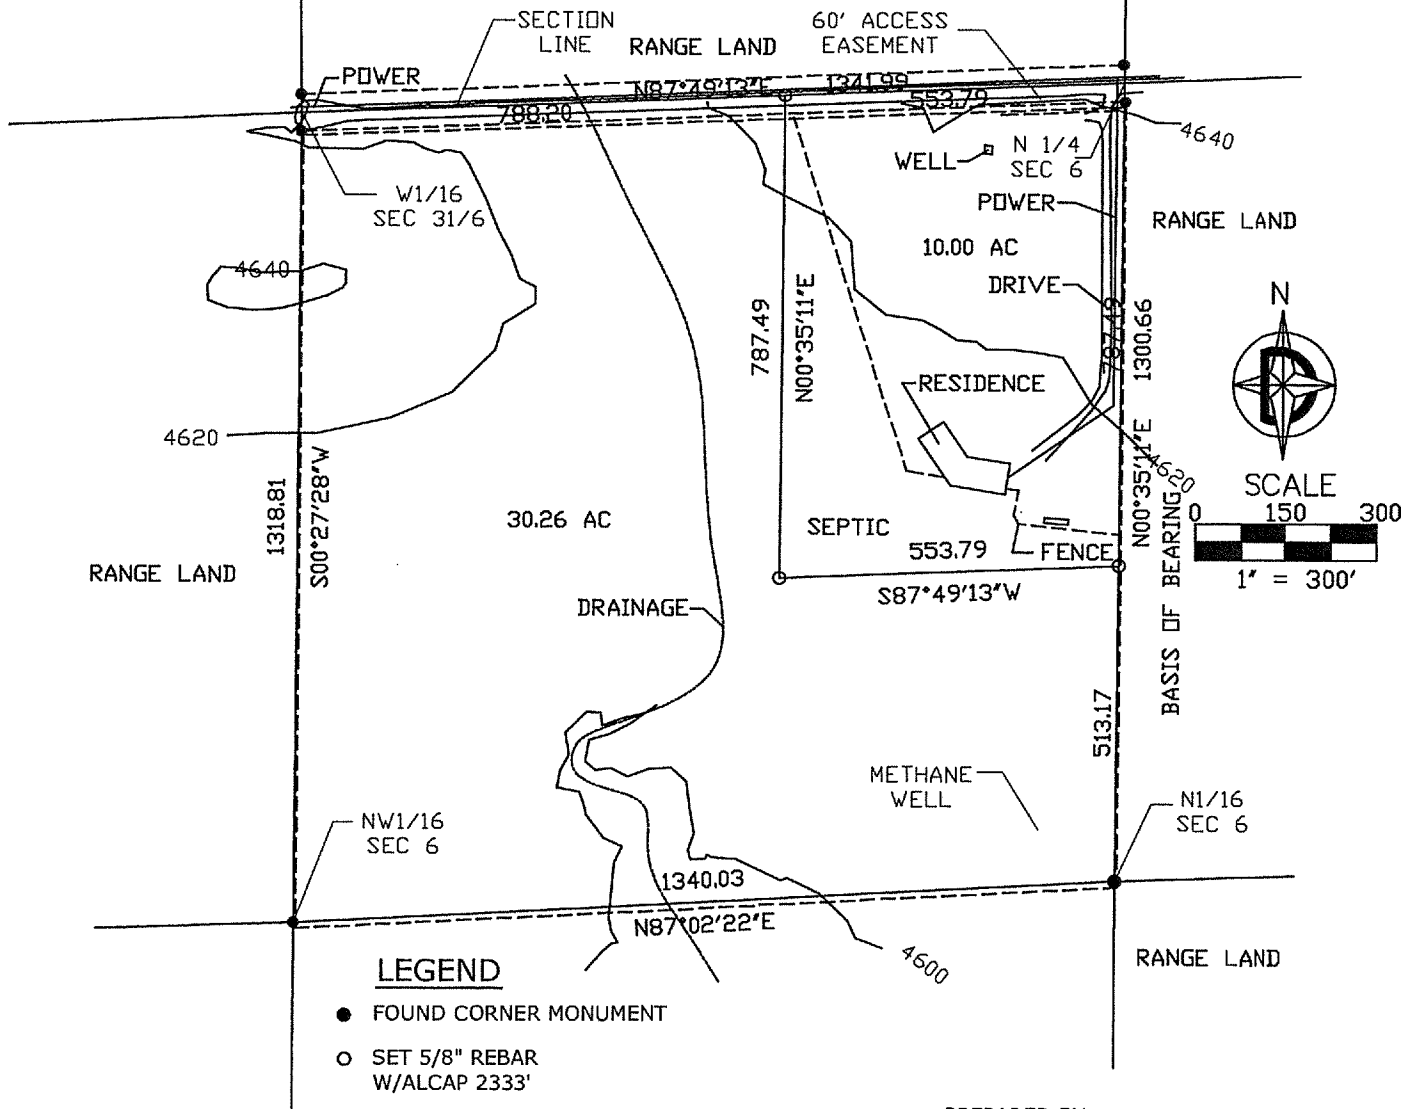 SECTION
LINE
RANGE LAND
60' ACCESS
EASEMENT
POWER
N87°49'13"E
1341.99
788.20
553.79
4640
WELL
N 1/4
SEC 6
W1/16
SEC 31/6
POWER
RANGE LAND
10.00 AC
4640
DRIVE
N
787.49
N00°35'11"E
787.49
1300.66
RESIDENCE
4620
4620
N00°35'11"E
BASIS OF BEARING
SCALE
0 150 300
1" = 300'
1318.81
S00°27'28"W
30.26 AC
SEPTIC
553.79
FENCE
S87°49'13"W
RANGE LAND
DRAINAGE
513.17
METHANE
WELL
N1/16
SEC 6
NW1/16
SEC 6
1340.03
N87°02'22"E
4600
RANGE LAND
LEGEND
FOUND CORNER MONUMENT
SET 5/8" REBAR
W/ALCAP 2333'